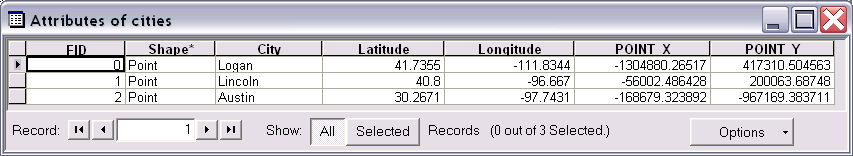 Attributes of cities
FID Shape* City Latitude Longitude POINT_X POINT_Y
0 Point Logan 41.7355 -111.8344 -1304880.26517 417310.504563
1 Point Lincoln 40.8 -96.667 -56002.486428 200063.68748
2 Point Austin 30.2671 -97.7431 -168679.323892 -967169.383711
Record: 1 Show: All Selected Records (0 out of 3 Selected.) Options